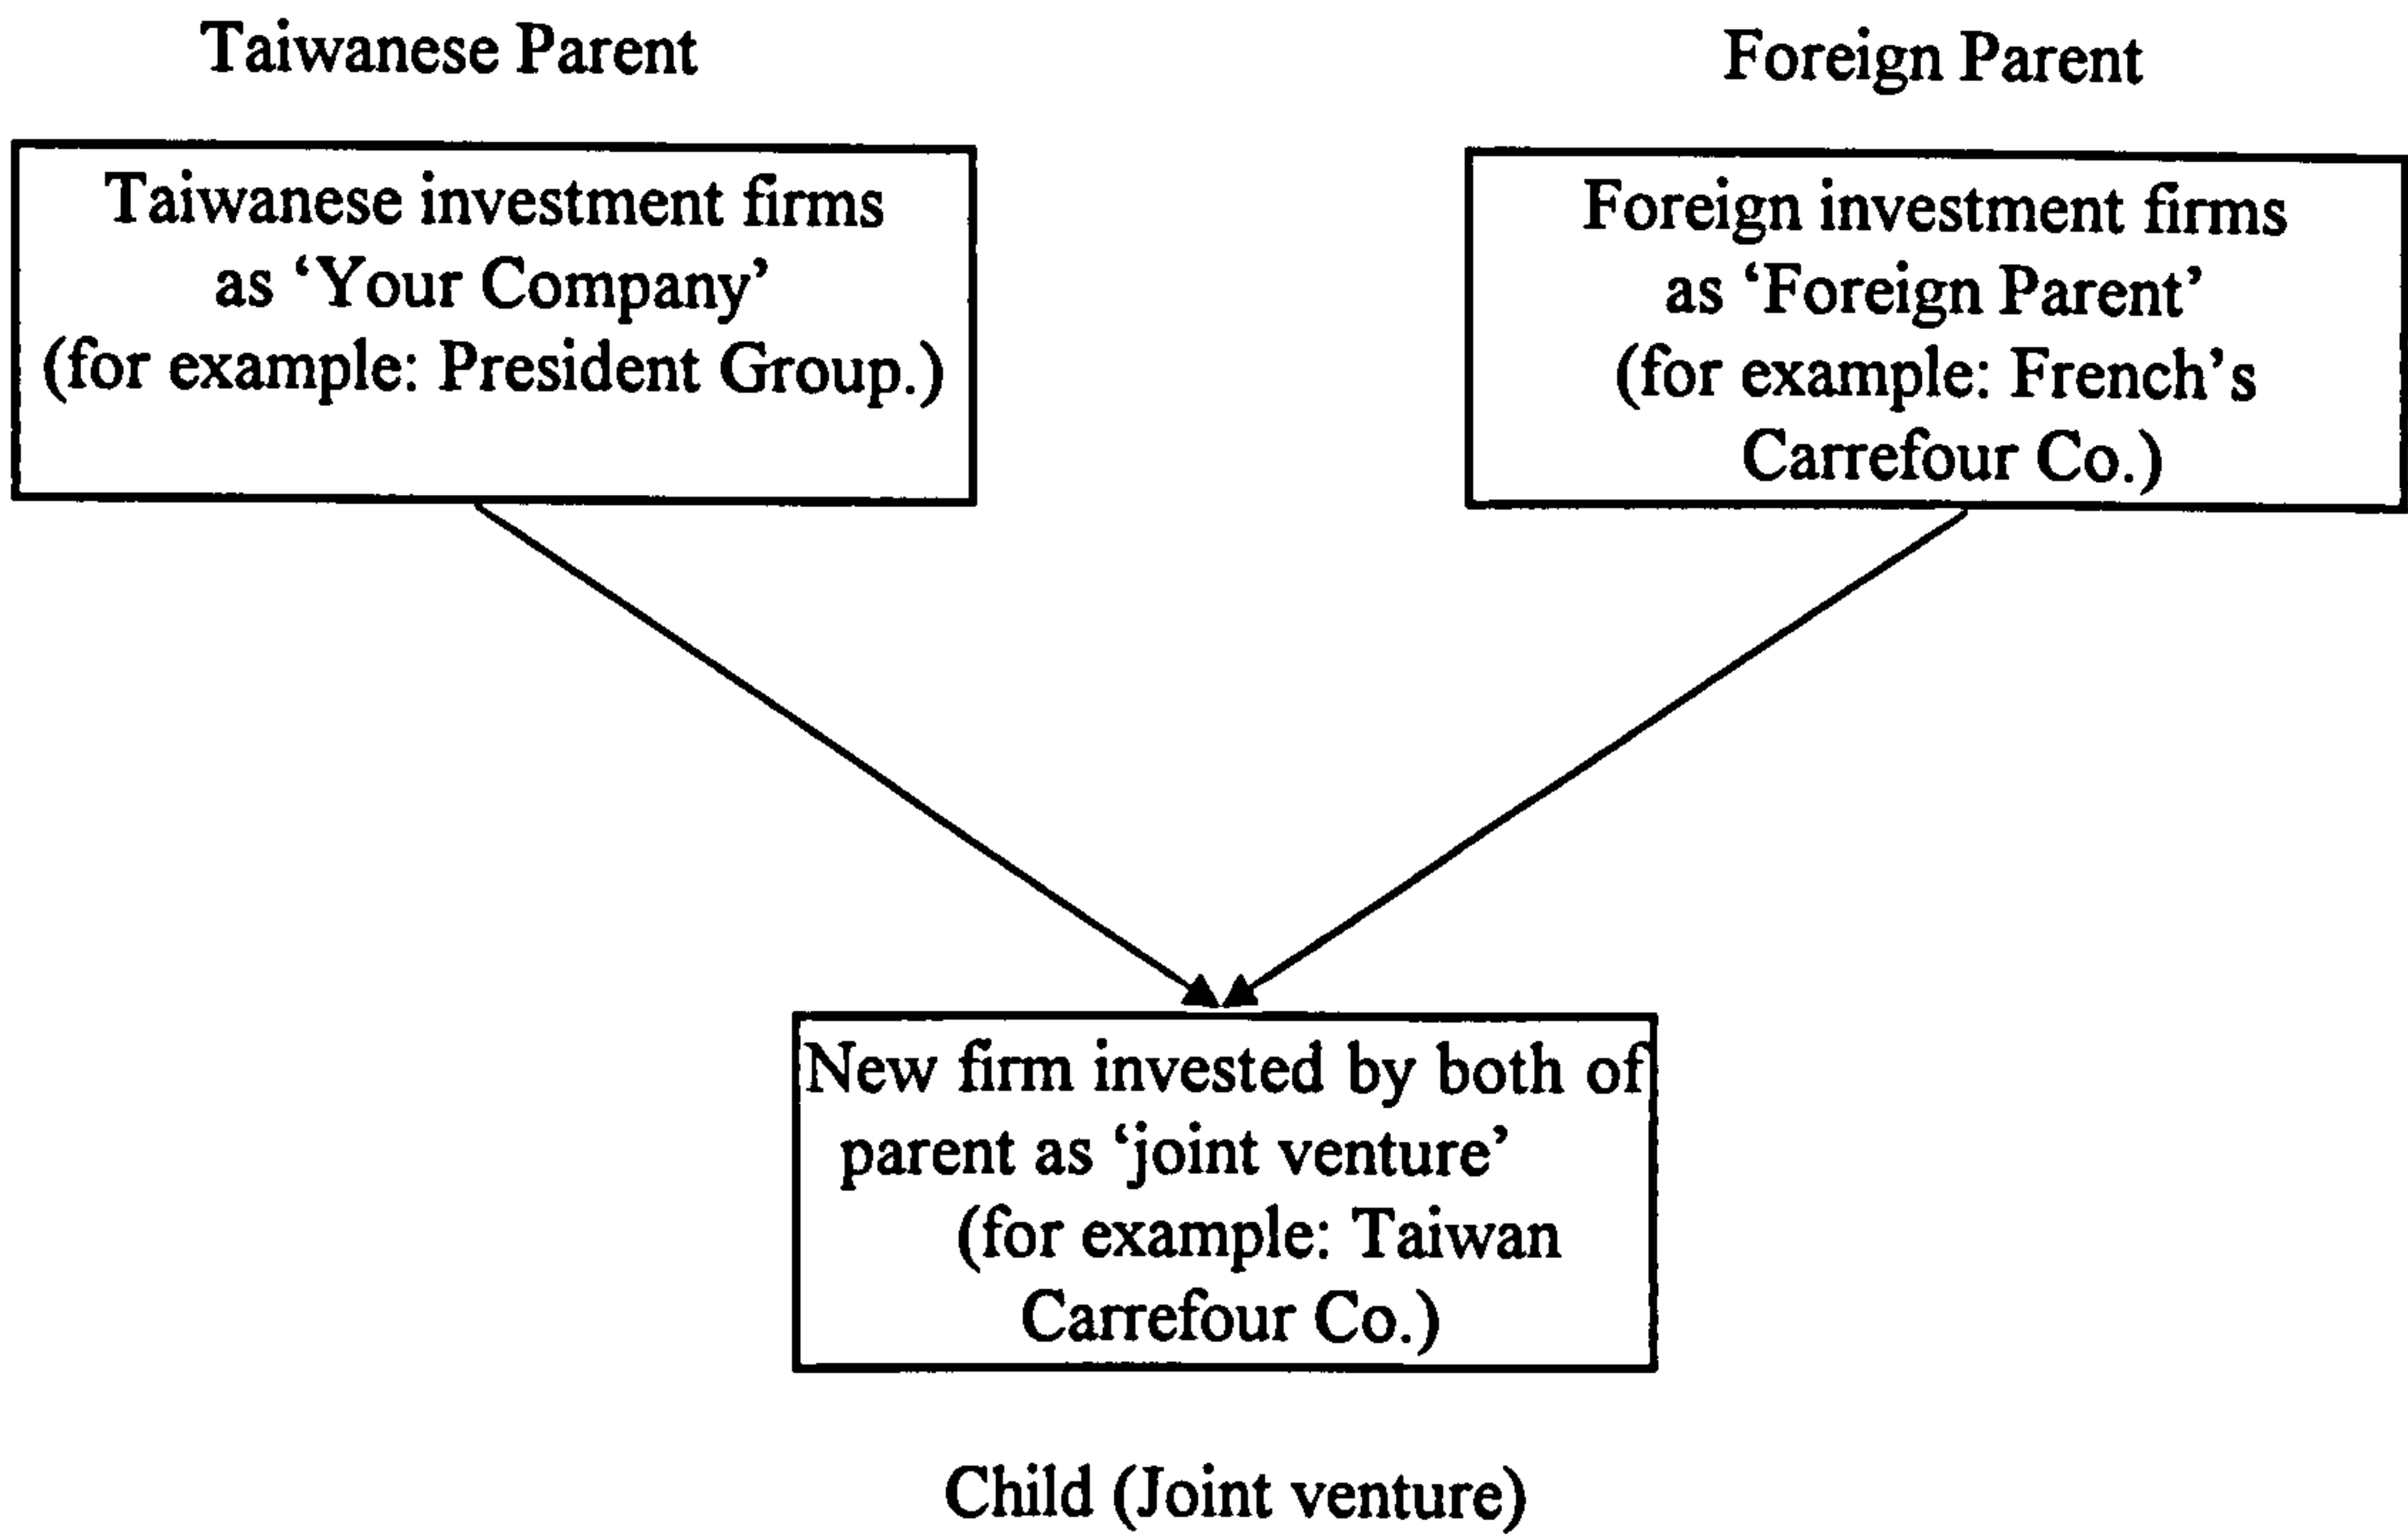 Taiwanese Parent
Foreign Parent
Taiwanese investment firms
as ‘Your Company’
(for example: President Group.)
Foreign investment firms
as ‘Foreign Parent’
(for example: French’s
Carrefour Co.)
New firm invested by both of
parent as ‘joint venture’
(for example: Taiwan
Carrefour Co.)
Child (Joint venture)